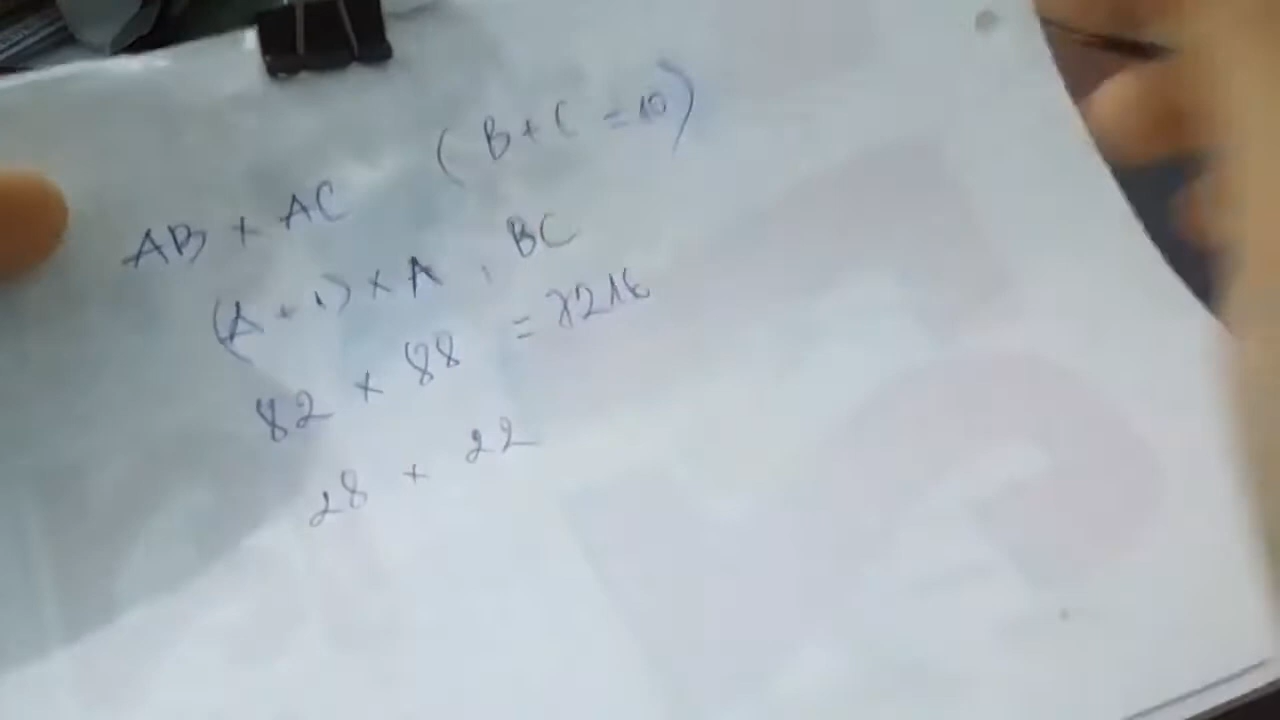 AB × AC (B + C = 10)
(A + 1) × A , BC
82 × 88 = 7216
28 × 22